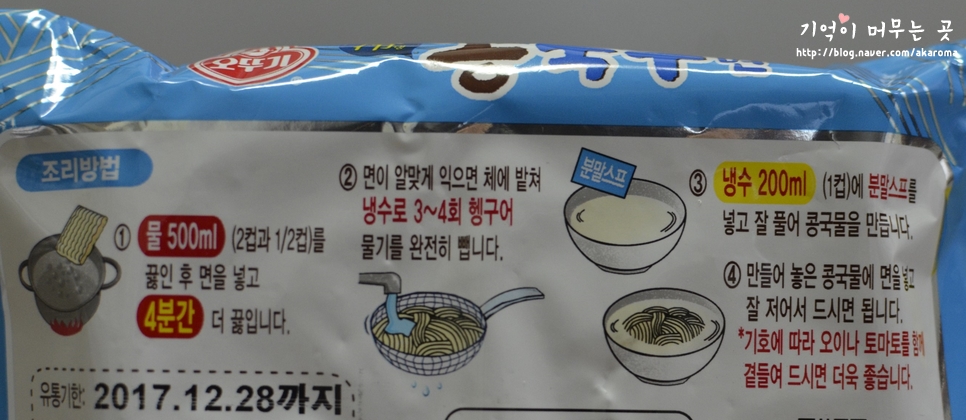 기억이 머무는 곳
http://blog.naver.com/akaroma
오뚜기
콩국수
라면
조리방법
① 물 500ml (2컵과 1/2컵)를
끓인 후 면을 넣고
4분간 더 끓입니다.
② 면이 알맞게 익으면 체에 밭쳐
냉수로 3~4회 헹구어
물기를 완전히 뺍니다.
분말스프
③ 냉수 200ml (1컵)에 분말스프를
넣고 잘 풀어 콩국물을 만듭니다.
④ 만들어 놓은 콩국물에 면을 넣고
잘 저어서 드시면 됩니다.
*기호에 따라 오이나 토마토를 함께
곁들여 드시면 더욱 좋습니다.
유통기한: 2017.12.28까지